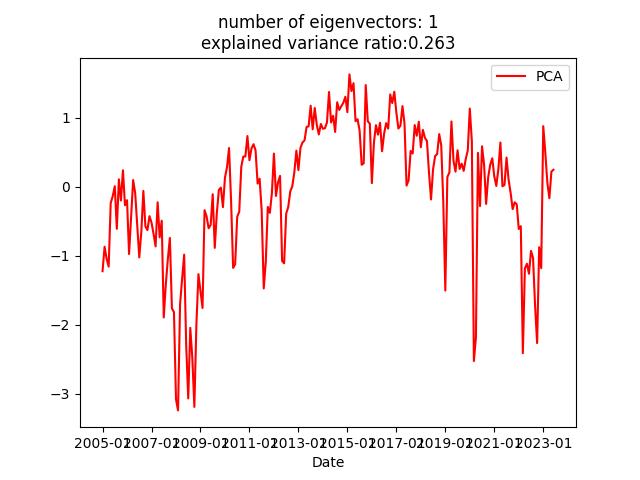 number of eigenvectors: 1
explained variance ratio:0.263
PCA
1
0
−1
−2
−3
2005-01 2007-01 2009-01 2011-01 2013-01 2015-01 2017-01 2019-01 2021-01 2023-01
Date